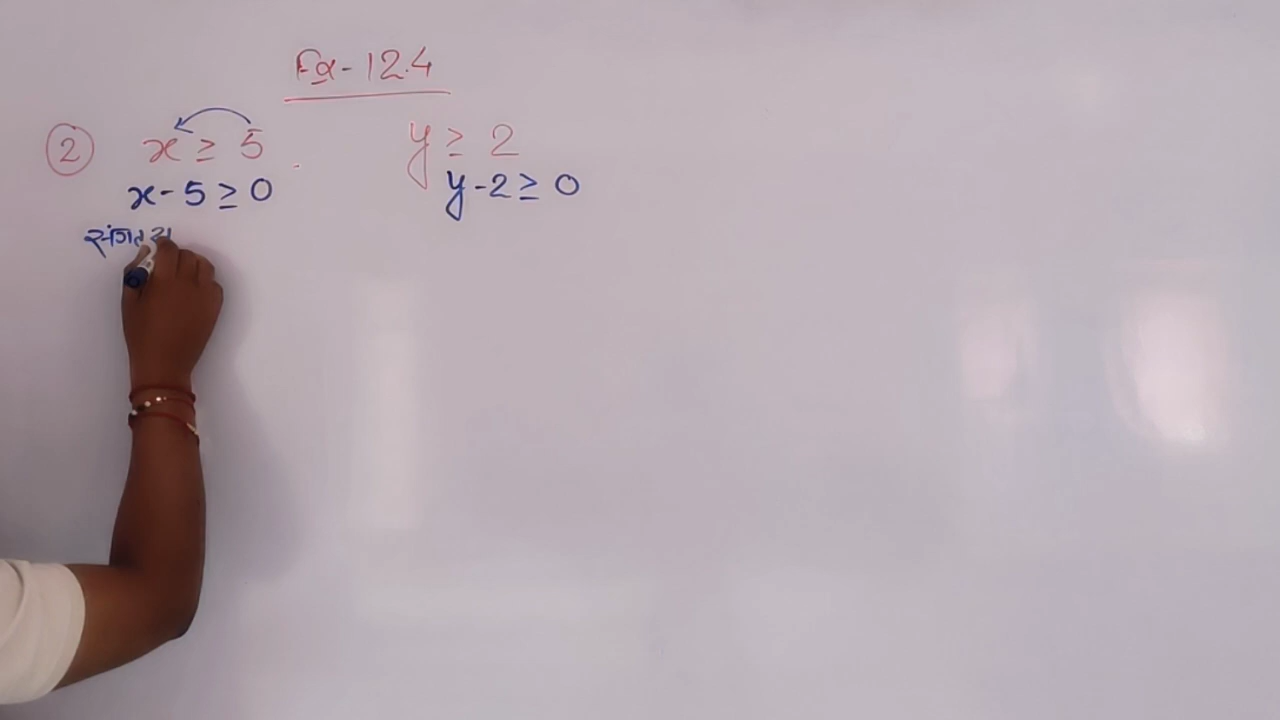 Ex- 12.4
② x ≥ 5 . y ≥ 2
x - 5 ≥ 0 y - 2 ≥ 0
संगत